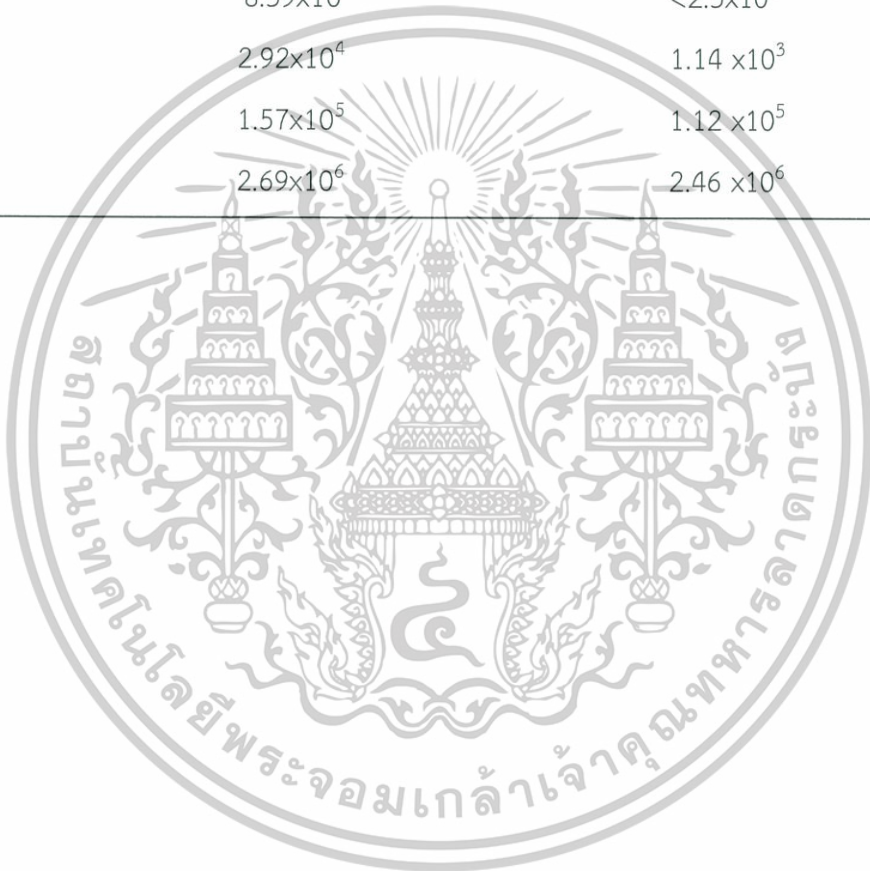 2.92x10⁴ 1.14 x10³
1.57x10⁵ 1.12 x10⁵
2.69x10⁶ 2.46 x10⁶
๔
สถาบันเทคโนโลยีพระจอมเกล้าเจ้าคุณทหารลาดกระบัง